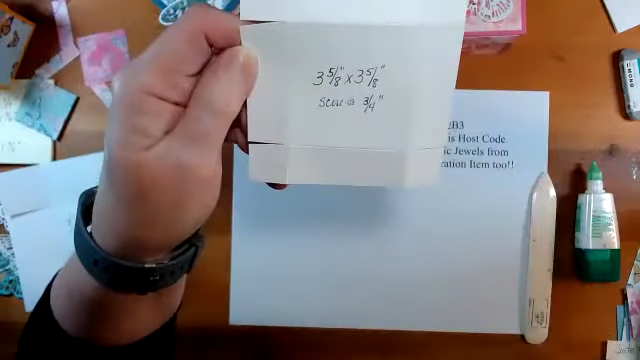 3 5/8" x 3 5/8"
Score @ 3/4"
2B3
is Host Code
ic Jewels from
ration Item too!!
MONO